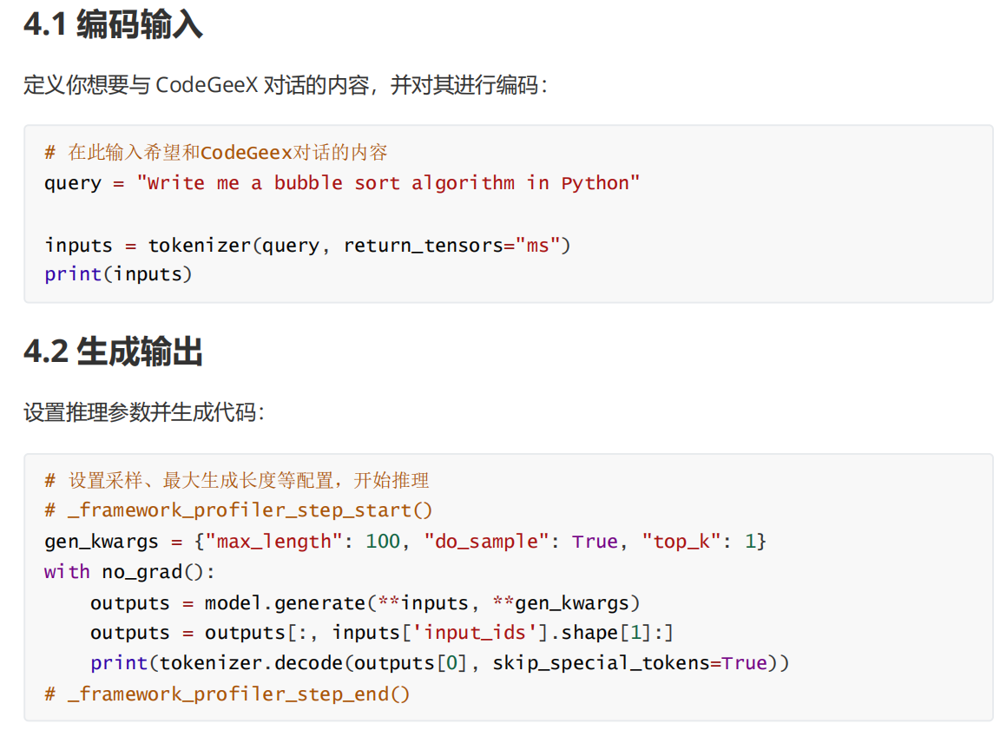 4.1 编码输入
定义你想要与 CodeGeeX 对话的内容，并对其进行编码：
# 在此输入希望和CodeGeex对话的内容
query = "Write me a bubble sort algorithm in Python"
inputs = tokenizer(query, return_tensors="ms")
print(inputs)
4.2 生成输出
设置推理参数并生成代码：
# 设置采样、最大生成长度等配置，开始推理
# _framework_profiler_step_start()
gen_kwargs = {"max_length": 100, "do_sample": True, "top_k": 1}
with no_grad():
    outputs = model.generate(**inputs, **gen_kwargs)
    outputs = outputs[:, inputs['input_ids'].shape[1]:]
    print(tokenizer.decode(outputs[0], skip_special_tokens=True))
# _framework_profiler_step_end()